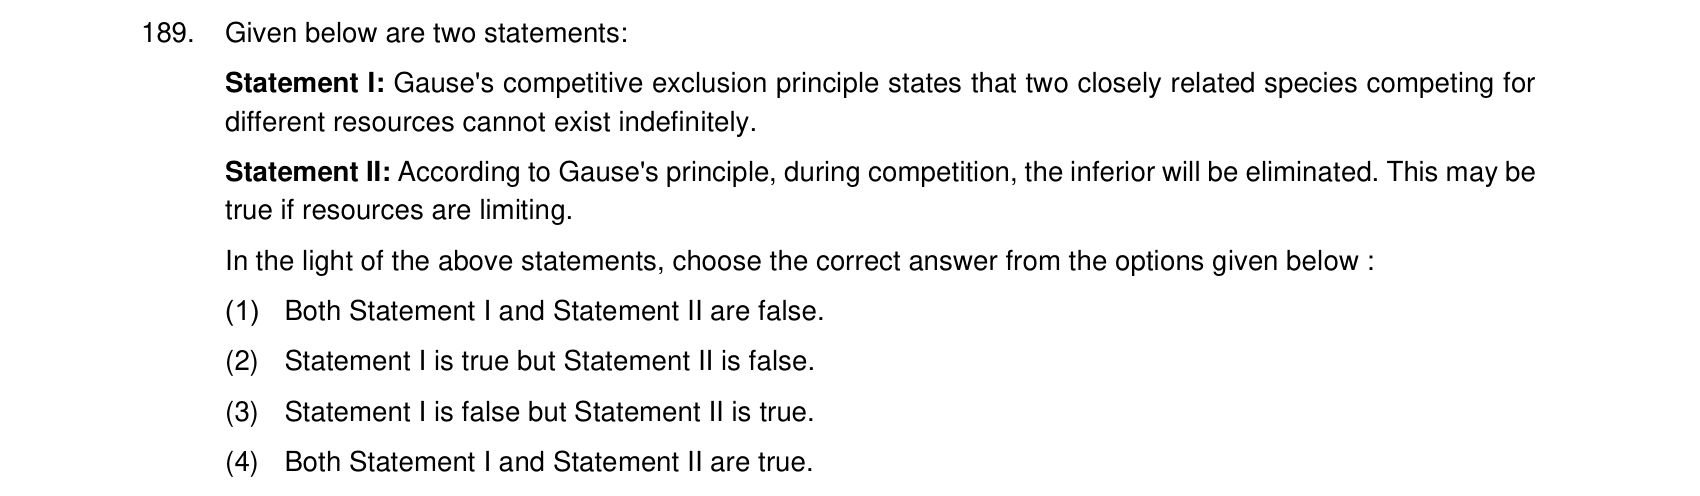 189. Given below are two statements:
Statement I: Gause's competitive exclusion principle states that two closely related species competing for
different resources cannot exist indefinitely.
Statement II: According to Gause's principle, during competition, the inferior will be eliminated. This may be
true if resources are limiting.
In the light of the above statements, choose the correct answer from the options given below :
(1) Both Statement I and Statement II are false.
(2) Statement I is true but Statement II is false.
(3) Statement I is false but Statement II is true.
(4) Both Statement I and Statement II are true.